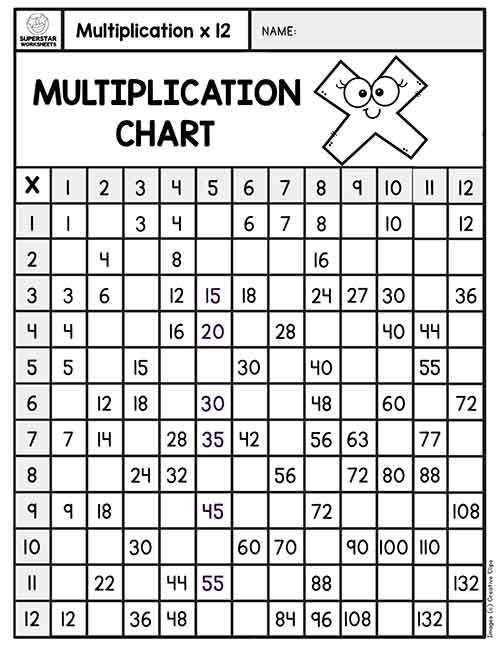 SUPERSTAR
WORKSHEETS
Multiplication x 12
NAME:
MULTIPLICATION
CHART
X 1 2 3 4 5 6 7 8 9 10 11 12
1 1 3 4 6 7 8 10 12
2 4 8 16
3 3 6 12 15 18 24 27 30 36
4 4 16 20 28 40 44
5 5 15 30 40 55
6 12 18 30 48 60 72
7 7 14 28 35 42 56 63 77
8 24 32 56 72 80 88
9 9 18 45 72 108
10 30 60 70 90 100 110
11 22 44 55 88 132
12 12 36 48 84 96 108 132
Images (c) Creative Clips